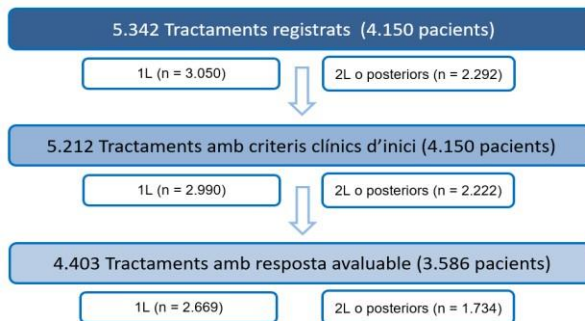 5.342 Tractaments registrats (4.150 pacients)
1L (n = 3.050)
2L o posteriors (n = 2.292)
5.212 Tractaments amb criteris clínics d'inici (4.150 pacients)
1L (n = 2.990)
2L o posteriors (n = 2.222)
4.403 Tractaments amb resposta avaluable (3.586 pacients)
1L (n = 2.669)
2L o posteriors (n = 1.734)